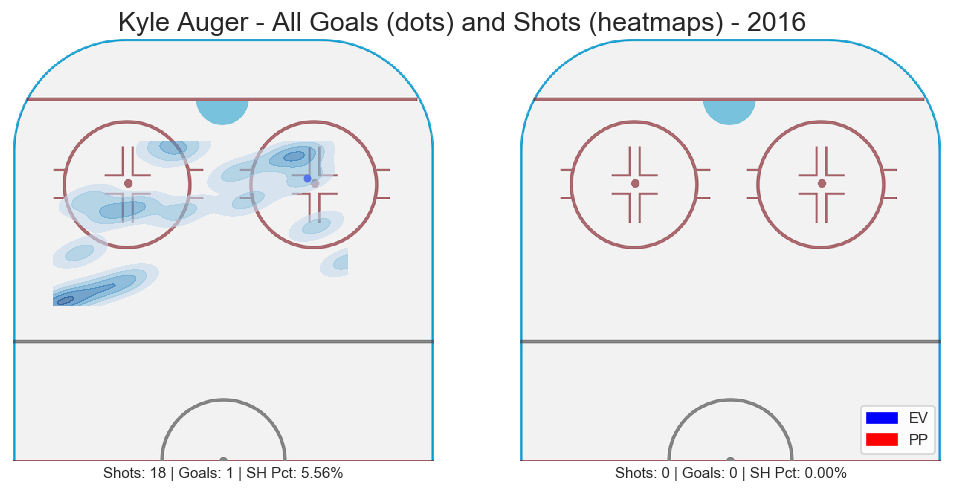 Kyle Auger - All Goals (dots) and Shots (heatmaps) - 2016
EV
PP
Shots: 18 | Goals: 1 | SH Pct: 5.56%
Shots: 0 | Goals: 0 | SH Pct: 0.00%